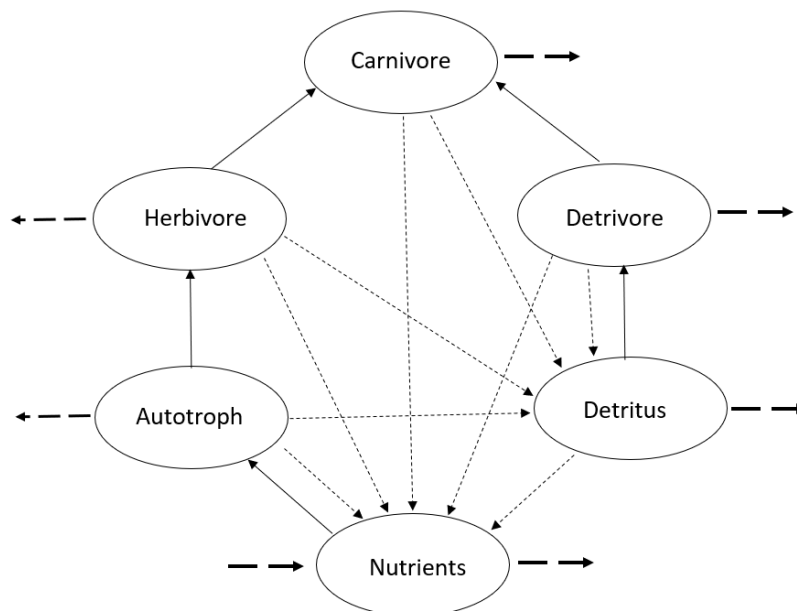 Carnivore
Herbivore
Detrivore
Autotroph
Detritus
Nutrients